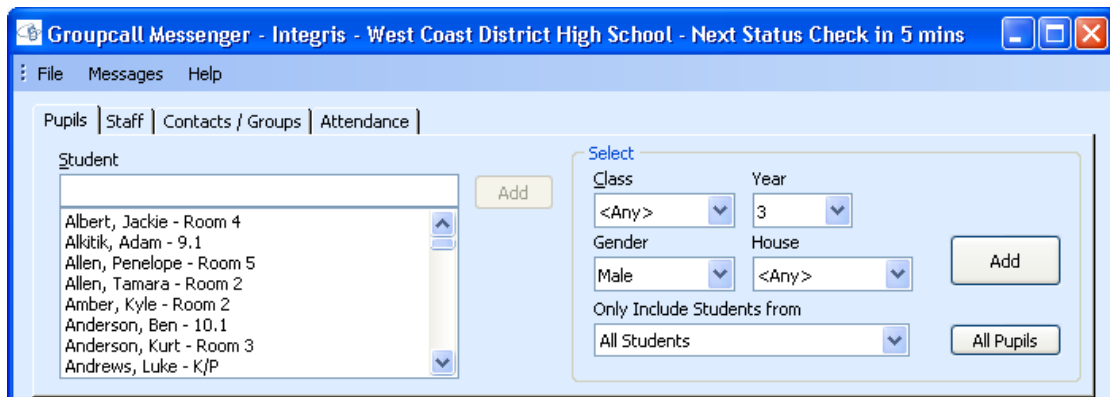 Groupcall Messenger - Integris - West Coast District High School - Next Status Check in 5 mins
File Messages Help
Pupils Staff Contacts / Groups Attendance
Student
Add
Albert, Jackie - Room 4
Alkitik, Adam - 9.1
Allen, Penelope - Room 5
Allen, Tamara - Room 2
Amber, Kyle - Room 2
Anderson, Ben - 10.1
Anderson, Kurt - Room 3
Andrews, Luke - K/P
Select
Class Year
<Any> 3
Gender House
Male <Any>
Add
Only Include Students from
All Students
All Pupils